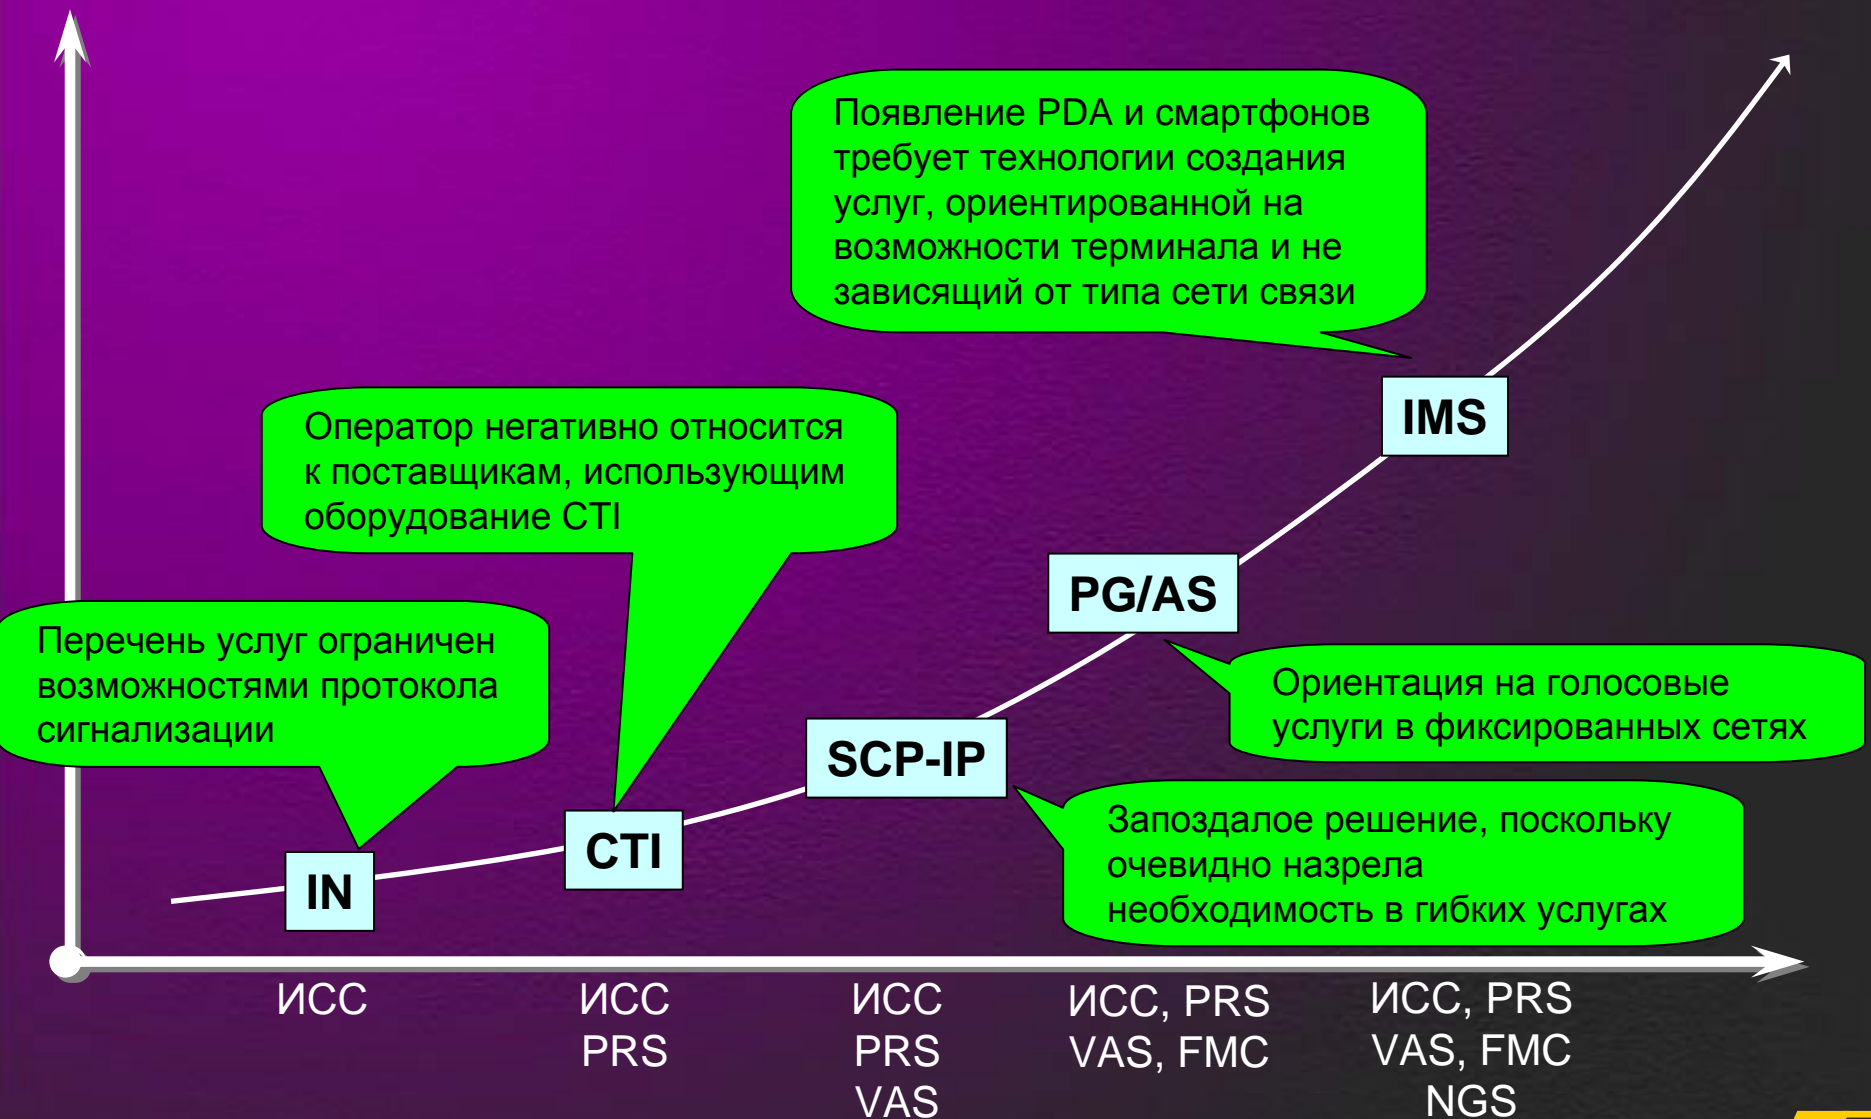 Появление PDA и смартфонов
требует технологии создания
услуг, ориентированной на
возможности терминала и не
зависящий от типа сети связи
IMS
Оператор негативно относится
к поставщикам, использующим
оборудование CTI
PG/AS
Перечень услуг ограничен
возможностями протокола
сигнализации
Ориентация на голосовые
услуги в фиксированных сетях
SCP-IP
Запоздалое решение, поскольку
очевидно назрела
необходимость в гибких услугах
CTI
IN
ИСС
ИСС
PRS
ИСС
PRS
VAS
ИСС, PRS
VAS, FMC
ИСС, PRS
VAS, FMC
NGS